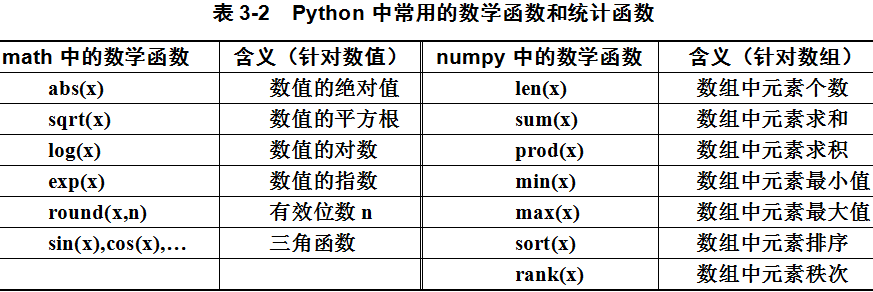 表 3-2 Python 中常用的数学函数和统计函数
math 中的数学函数 含义（针对数值） numpy 中的数学函数 含义（针对数组）
abs(x) 数值的绝对值 len(x) 数组中元素个数
sqrt(x) 数值的平方根 sum(x) 数组中元素求和
log(x) 数值的对数 prod(x) 数组中元素求积
exp(x) 数值的指数 min(x) 数组中元素最小值
round(x,n) 有效位数 n max(x) 数组中元素最大值
sin(x),cos(x),… 三角函数 sort(x) 数组中元素排序
rank(x) 数组中元素秩次